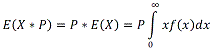 E(X * P) = P * E(X) = P ∫₀^∞ xf(x)dx